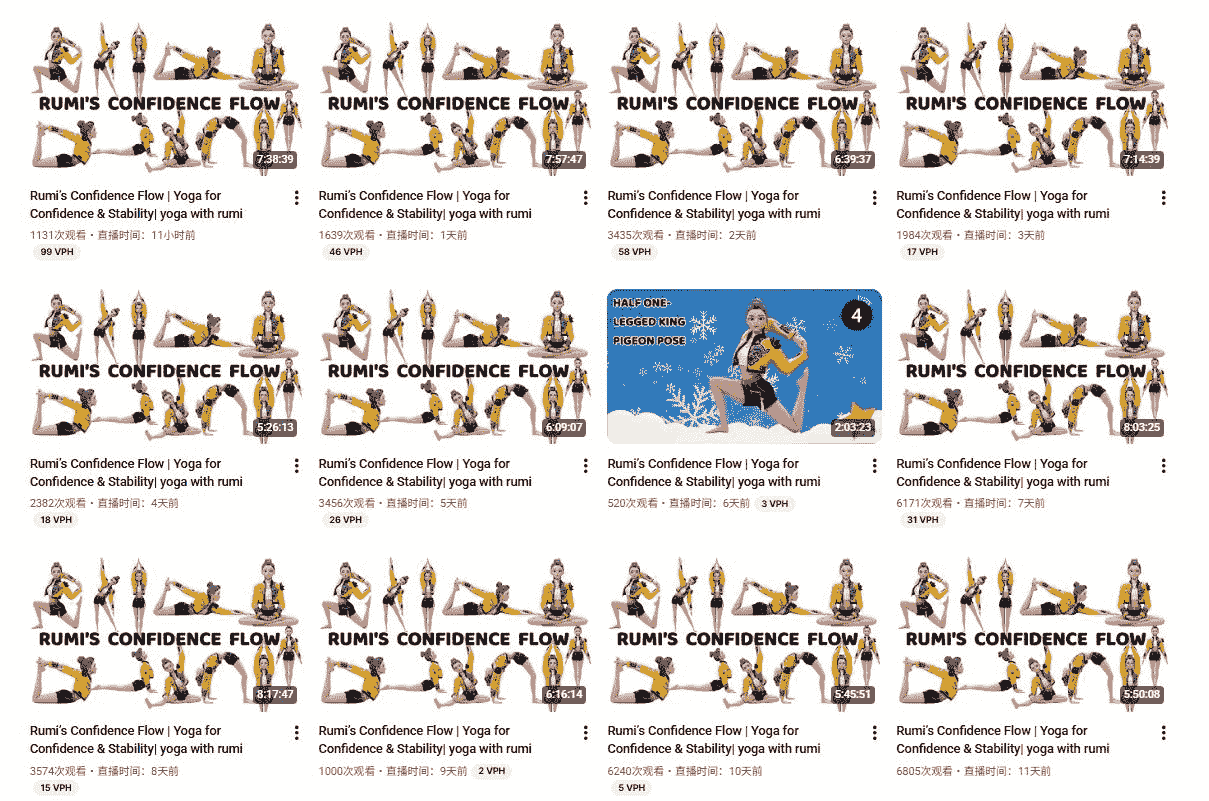 RUMI'S CONFIDENCE FLOW
7:38:39
Rumi's Confidence Flow | Yoga for
Confidence & Stability| yoga with rumi
1131次观看・直播时间：11小时前
99 VPH
RUMI'S CONFIDENCE FLOW
7:57:47
Rumi's Confidence Flow | Yoga for
Confidence & Stability| yoga with rumi
1639次观看・直播时间：1天前
46 VPH
RUMI'S CONFIDENCE FLOW
6:39:37
Rumi's Confidence Flow | Yoga for
Confidence & Stability| yoga with rumi
3435次观看・直播时间：2天前
58 VPH
RUMI'S CONFIDENCE FLOW
7:14:39
Rumi's Confidence Flow | Yoga for
Confidence & Stability| yoga with rumi
1984次观看・直播时间：3天前
17 VPH
RUMI'S CONFIDENCE FLOW
5:26:13
Rumi's Confidence Flow | Yoga for
Confidence & Stability| yoga with rumi
2382次观看・直播时间：4天前
18 VPH
RUMI'S CONFIDENCE FLOW
6:09:07
Rumi's Confidence Flow | Yoga for
Confidence & Stability| yoga with rumi
3456次观看・直播时间：5天前
26 VPH
HALF ONE-
LEGGED KING
PIGEON POSE
4
2:03:23
Rumi's Confidence Flow | Yoga for
Confidence & Stability| yoga with rumi
520次观看・直播时间：6天前 3 VPH
RUMI'S CONFIDENCE FLOW
8:03:25
Rumi's Confidence Flow | Yoga for
Confidence & Stability| yoga with rumi
6171次观看・直播时间：7天前
31 VPH
RUMI'S CONFIDENCE FLOW
8:17:47
Rumi's Confidence Flow | Yoga for
Confidence & Stability| yoga with rumi
3574次观看・直播时间：8天前
15 VPH
RUMI'S CONFIDENCE FLOW
6:16:14
Rumi's Confidence Flow | Yoga for
Confidence & Stability| yoga with rumi
1000次观看・直播时间：9天前 2 VPH
RUMI'S CONFIDENCE FLOW
5:45:51
Rumi's Confidence Flow | Yoga for
Confidence & Stability| yoga with rumi
6240次观看・直播时间：10天前
5 VPH
RUMI'S CONFIDENCE FLOW
5:50:08
Rumi's Confidence Flow | Yoga for
Confidence & Stability| yoga with rumi
6805次观看・直播时间：11天前